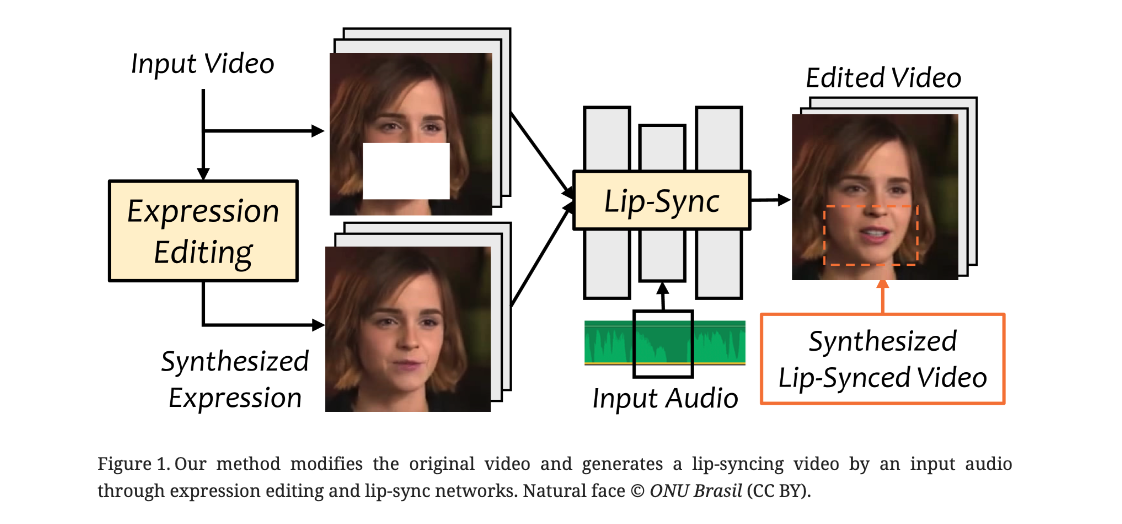 Input Video
Expression
Editing
Synthesized
Expression
Lip-Sync
Input Audio
Edited Video
Synthesized
Lip-Synced Video
Figure 1. Our method modifies the original video and generates a lip-syncing video by an input audio
through expression editing and lip-sync networks. Natural face © ONU Brasil (CC BY).